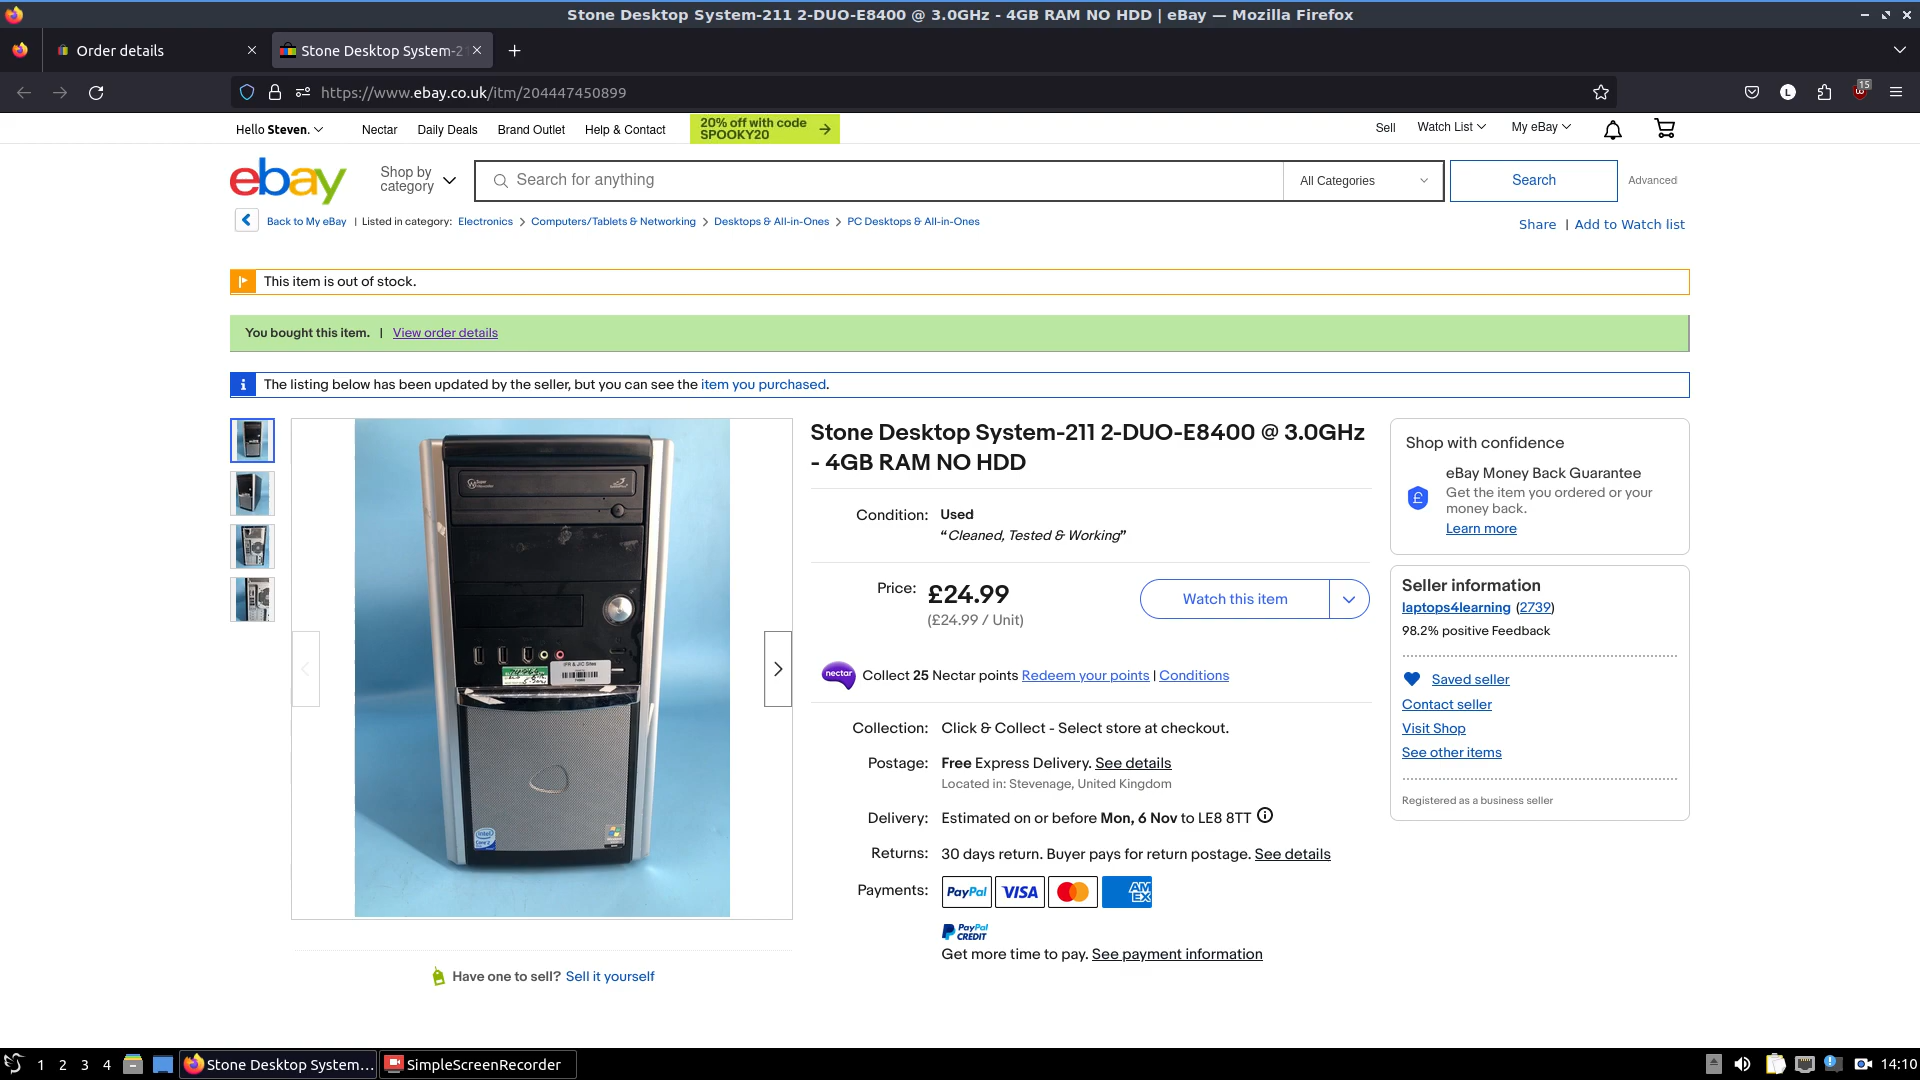 Stone Desktop System-211 2-DUO-E8400 @ 3.0GHz - 4GB RAM NO HDD | eBay — Mozilla Firefox
Order details
Stone Desktop System-2
https://www.ebay.co.uk/itm/204447450899
L
15
Hello Steven.
Nectar
Daily Deals
Brand Outlet
Help & Contact
20% off with code
SPOOKY20
Sell
Watch List
My eBay
ebay
Shop by
category
Search for anything
All Categories
Search
Advanced
Back to My eBay | Listed in category: Electronics > Computers/Tablets & Networking > Desktops & All-in-Ones > PC Desktops & All-in-Ones
Share | Add to Watch list
This item is out of stock.
You bought this item. | View order details
The listing below has been updated by the seller, but you can see the item you purchased.
Stone Desktop System-211 2-DUO-E8400 @ 3.0GHz
- 4GB RAM NO HDD
Condition: Used
“Cleaned, Tested & Working”
Price: £24.99
(£24.99 / Unit)
Watch this item
nectar
Collect 25 Nectar points Redeem your points | Conditions
Collection: Click & Collect - Select store at checkout.
Postage: Free Express Delivery. See details
Located in: Stevenage, United Kingdom
Delivery: Estimated on or before Mon, 6 Nov to LE8 8TT
Returns: 30 days return. Buyer pays for return postage. See details
Payments: PayPal VISA AMEX
PayPal
CREDIT
Get more time to pay. See payment information
Shop with confidence
eBay Money Back Guarantee
Get the item you ordered or your
money back.
Learn more
Seller information
laptops4learning (2739)
98.2% positive Feedback
Saved seller
Contact seller
Visit Shop
See other items
Registered as a business seller
Have one to sell? Sell it yourself
1 2 3 4
Stone Desktop System...
SimpleScreenRecorder
14:10